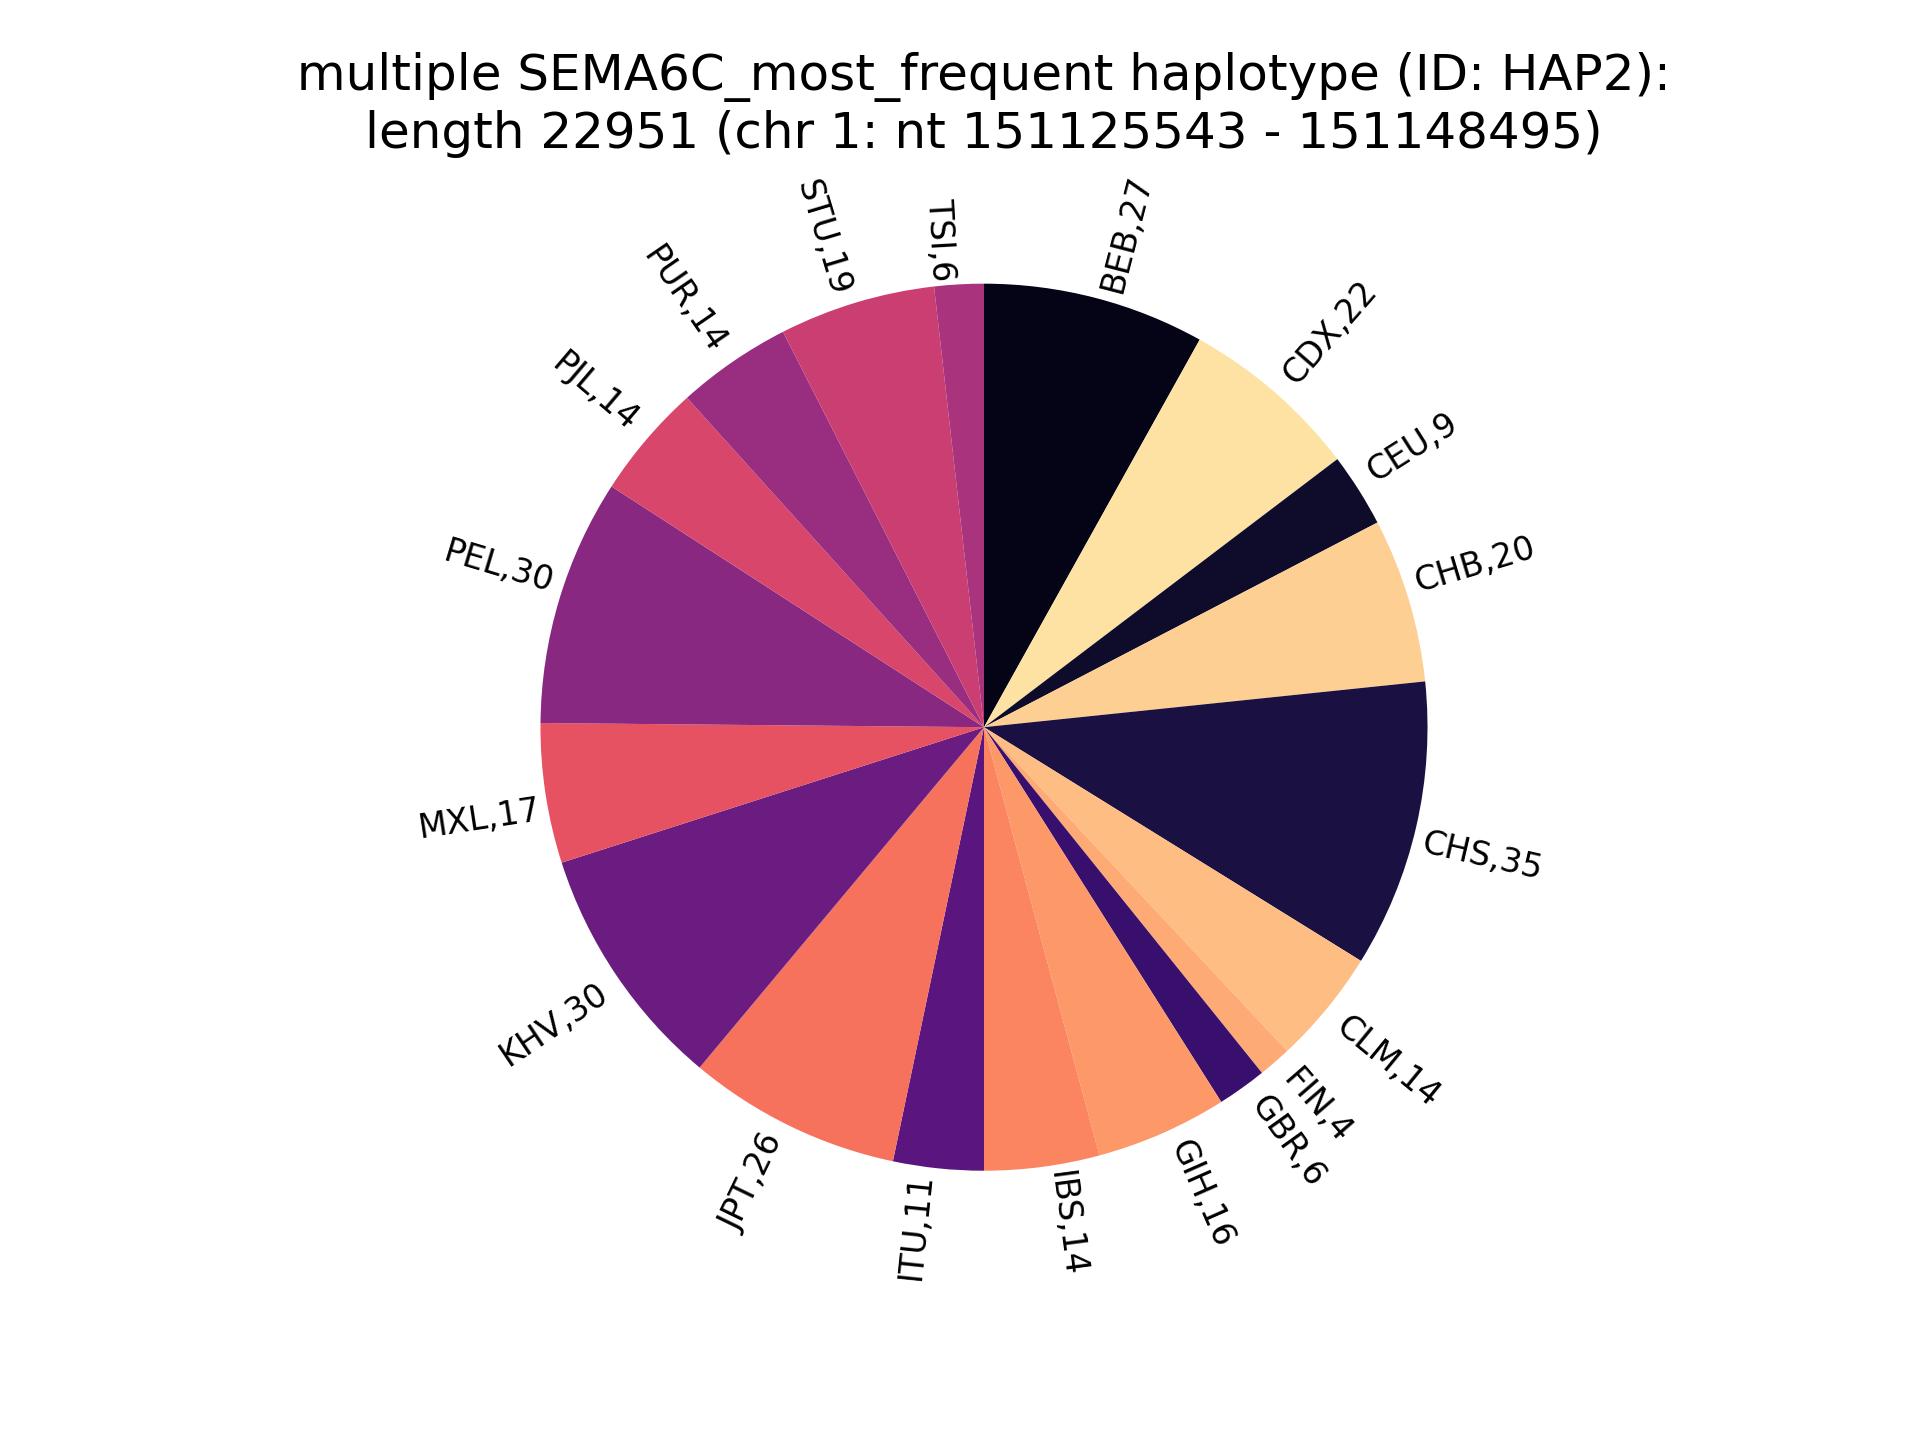 multiple SEMA6C_most_frequent haplotype (ID: HAP2):
length 22951 (chr 1: nt 151125543 - 151148495)
BEB,27
CDX,22
CEU,9
CHB,20
CHS,35
CLM,14
FIN,4
GBR,6
GIH,16
IBS,14
ITU,11
JPT,26
KHV,30
MXL,17
PEL,30
PJL,14
PUR,14
STU,19
TSI,6